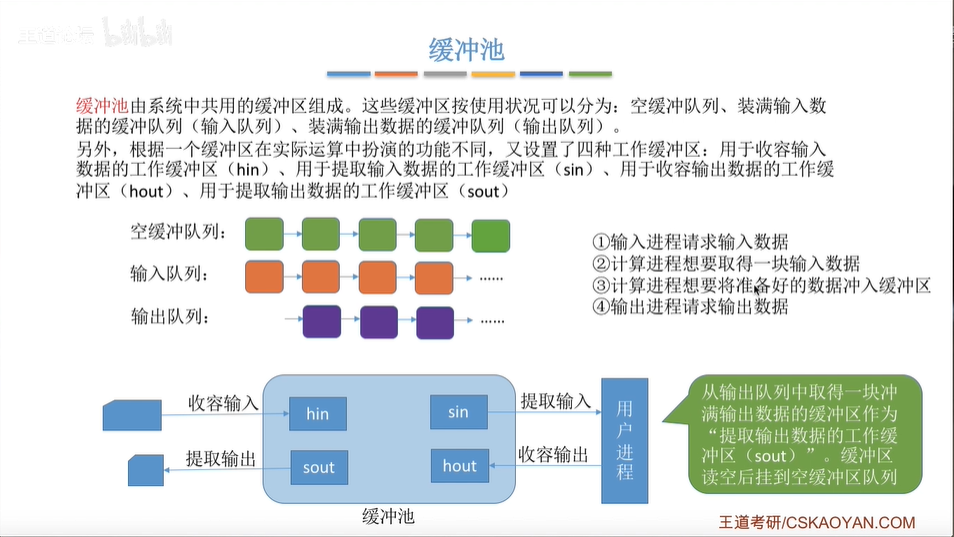 缓冲池
缓冲池由系统中共用的缓冲区组成。这些缓冲区按使用状况可以分为：空缓冲队列、装满输入数
据的缓冲队列（输入队列）、装满输出数据的缓冲队列（输出队列）。
另外，根据一个缓冲区在实际运算中扮演的功能不同，又设置了四种工作缓冲区：用于收容输入
数据的工作缓冲区（hin）、用于提取输入数据的工作缓冲区（sin）、用于收容输出数据的工作缓
冲区（hout）、用于提取输出数据的工作缓冲区（sout）
空缓冲队列：
输入队列：
......
输出队列：
......
①输入进程请求输入数据
②计算进程想要取得一块输入数据
③计算进程想要将准备好的数据冲入缓冲区
④输出进程请求输出数据
收容输入
hin
sin
提取输入
提取输出
sout
hout
收容输出
用户进程
缓冲池
从输出队列中取得一块冲
满输出数据的缓冲区作为
“提取输出数据的工作缓
冲区（sout）”。缓冲区
读空后挂到空缓冲区队列
王道考研/CSKAOYAN.COM